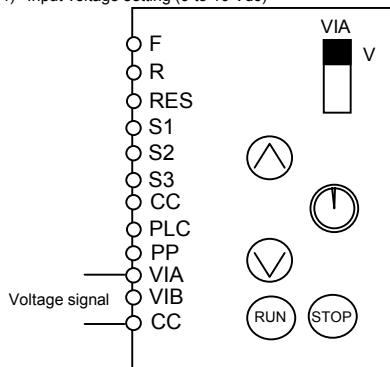 Input voltage setting (0 to 10 Vdc)
VIA
V
F
R
RES
S1
S2
S3
CC
PLC
PP
VIA
Voltage signal
VIB
CC
RUN
STOP